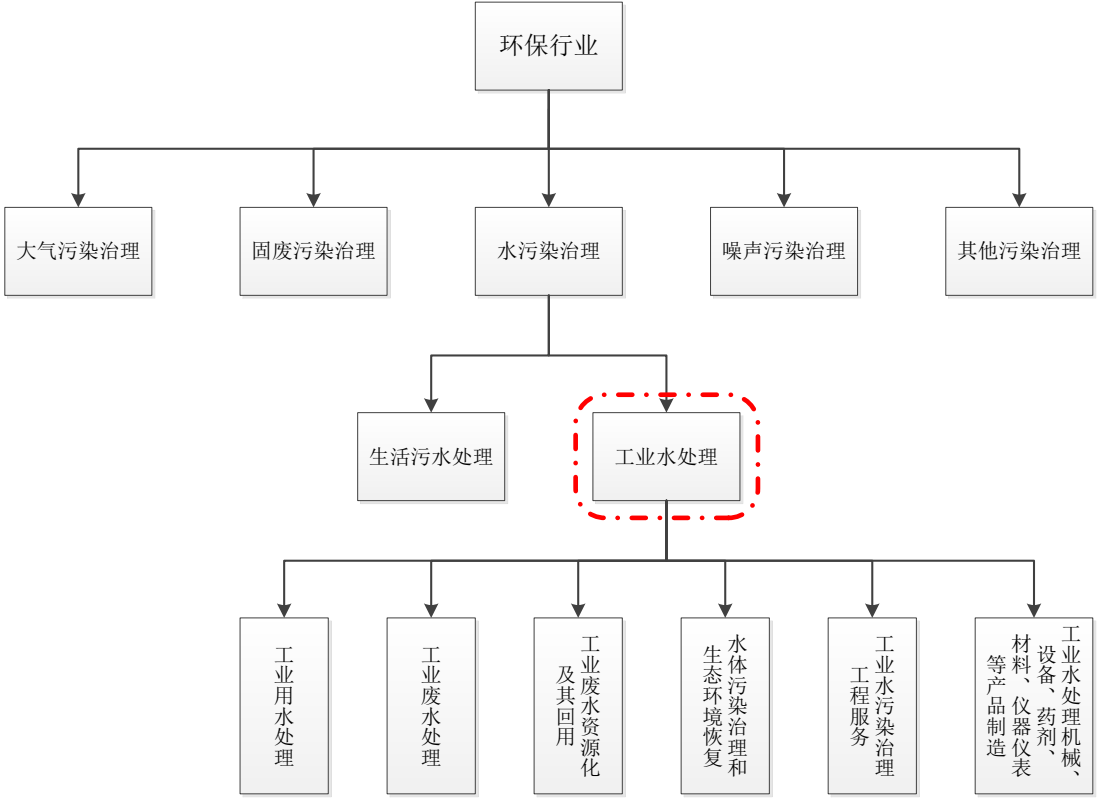 环保行业
大气污染治理
固废污染治理
水污染治理
噪声污染治理
其他污染治理
生活污水处理
工业水处理
工业用水处理
工业废水处理
工业废水资源化
及其回用
水体污染治理和
生态环境恢复
工业水污染治理
工程服务
工业水处理机械、
设备、药剂、
材料、仪器仪表
等产品制造